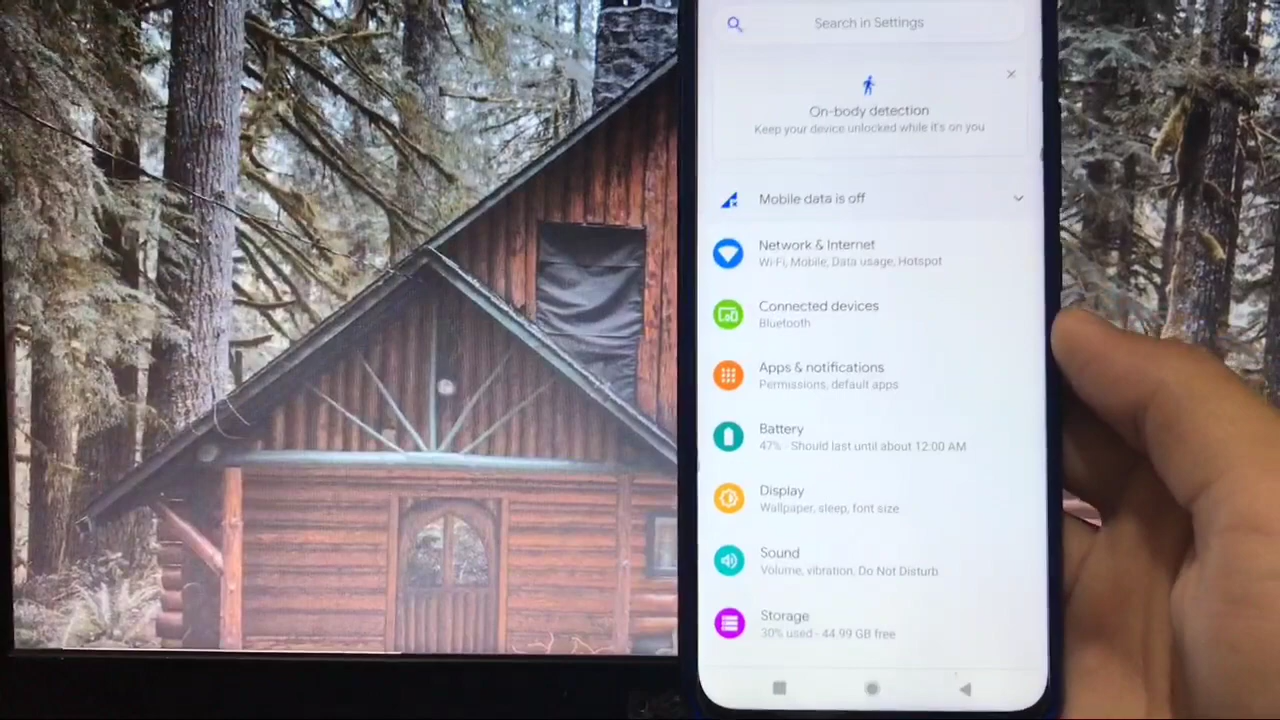 Search in Settings
On-body detection
Keep your device unlocked while it's on you
Mobile data is off
Network & Internet
Wi-Fi, Mobile, Data usage, Hotspot
Connected devices
Bluetooth
Apps & notifications
Permissions, default apps
Battery
47% - Should last until about 12:00 AM
Display
Wallpaper, sleep, font size
Sound
Volume, vibration, Do Not Disturb
Storage
30% used - 44.99 GB free